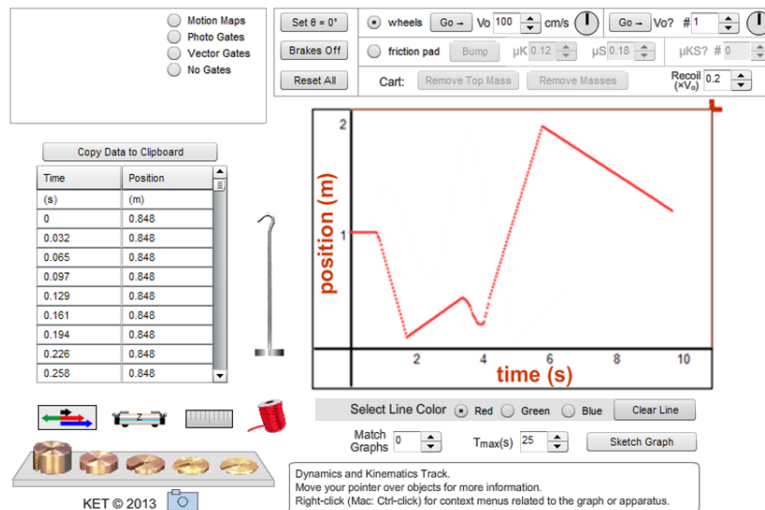 Motion Maps
Photo Gates
Vector Gates
No Gates
Set θ = 0°
Brakes Off
Reset All
wheels Go→ Vo 100 cm/s Go→ Vo? # 1
friction pad Bump μK 0.12 μS 0.18 μKS? # 0
Cart: Remove Top Mass Remove Masses Recoil (×Vₒ) 0.2
Copy Data to Clipboard
Time Position
(s) (m)
0 0.848
0.032 0.848
0.065 0.848
0.097 0.848
0.129 0.848
0.161 0.848
0.194 0.848
0.226 0.848
0.258 0.848
position (m)
2
1
2 4 6 8 10
time (s)
Select Line Color Red Green Blue Clear Line
Match Graphs 0 Tmax(s) 25 Sketch Graph
Z
KET © 2013
Dynamics and Kinematics Track.
Move your pointer over objects for more information.
Right-click (Mac: Ctrl-click) for context menus related to the graph or apparatus.